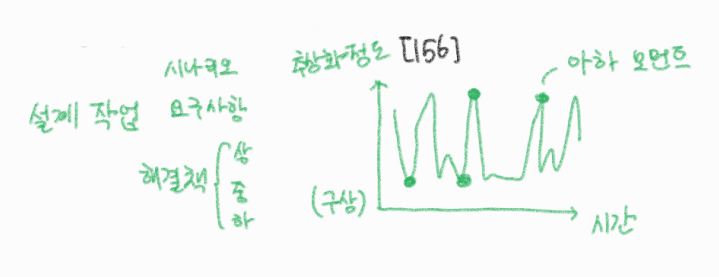 시나리오
설계 작업 요구사항
해결책
상
중
하
추상화정도 [156]
아하 모먼트
(구상)
시간